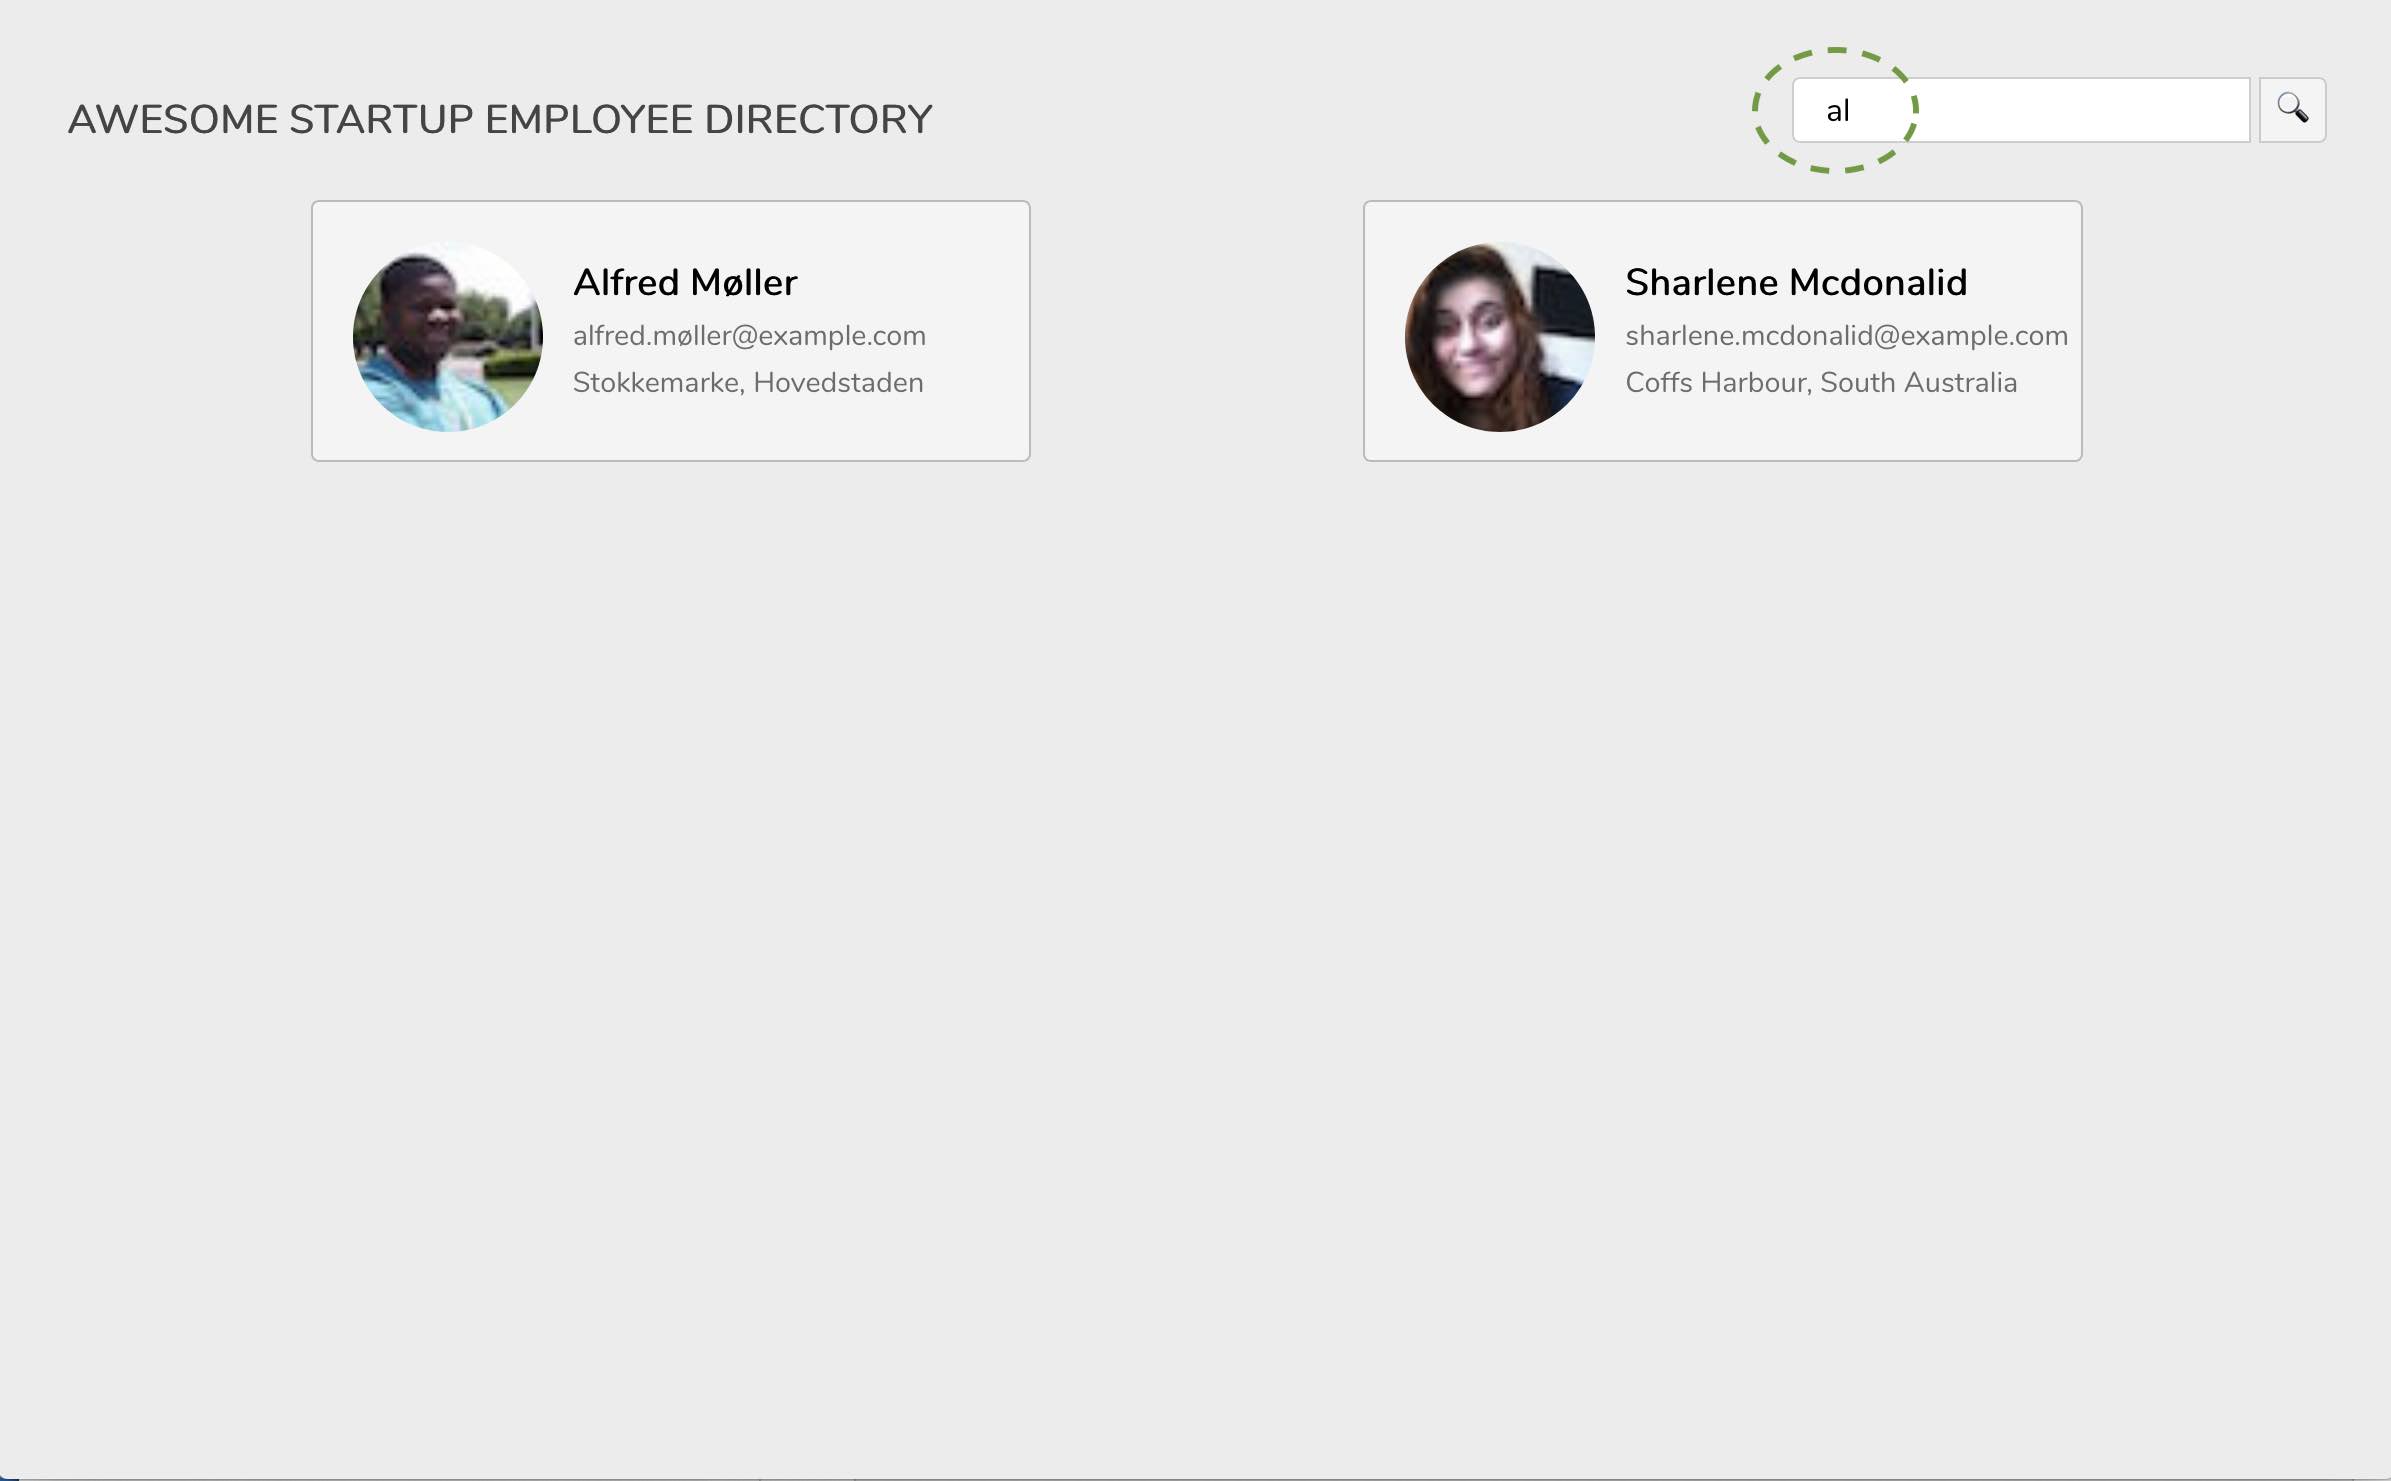 AWESOME STARTUP EMPLOYEE DIRECTORY
al
Alfred Møller
alfred.møller@example.com
Stokkemarke, Hovedstaden
Sharlene Mcdonalid
sharlene.mcdonalid@example.com
Coffs Harbour, South Australia